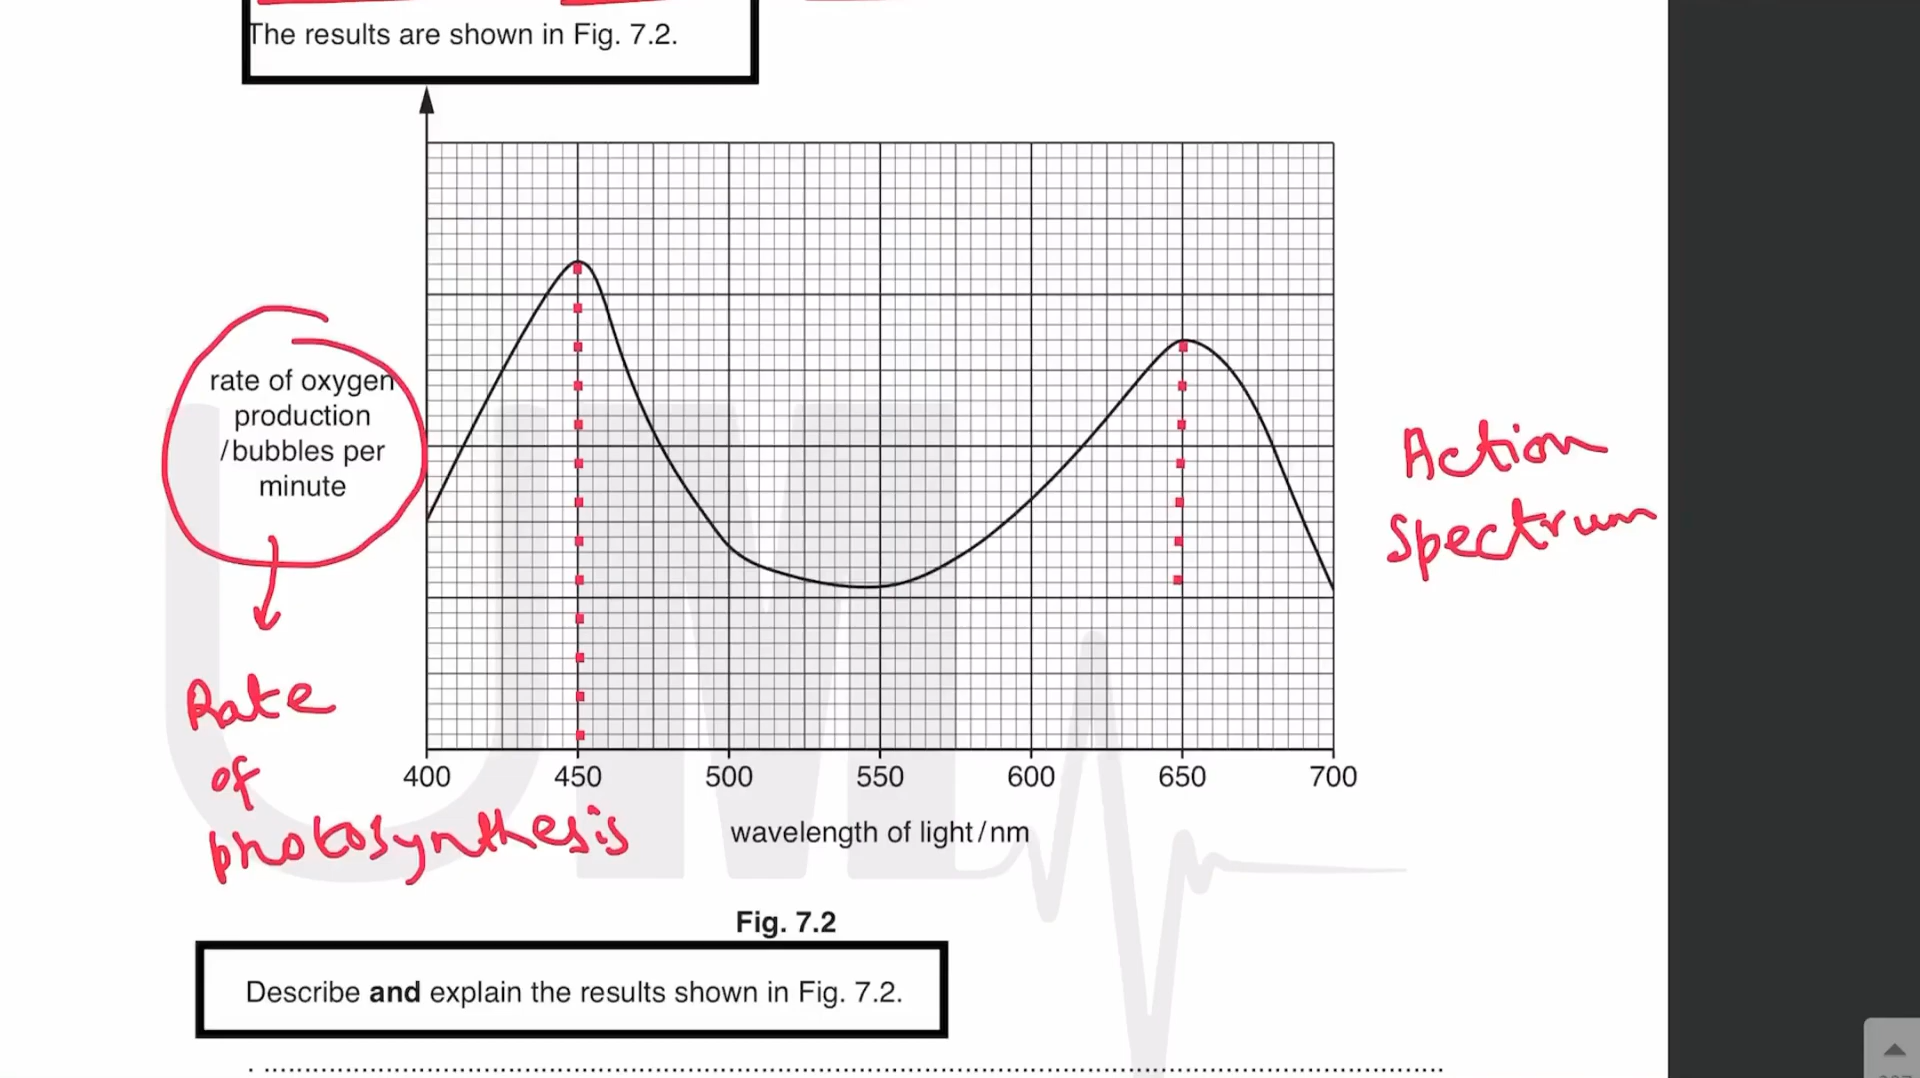 The results are shown in Fig. 7.2.
rate of oxygen
production
/bubbles per
minute
Action
Spectrum
Rate
of
photosynthesis
400 450 500 550 600 650 700
wavelength of light/nm
Fig. 7.2
Describe and explain the results shown in Fig. 7.2.